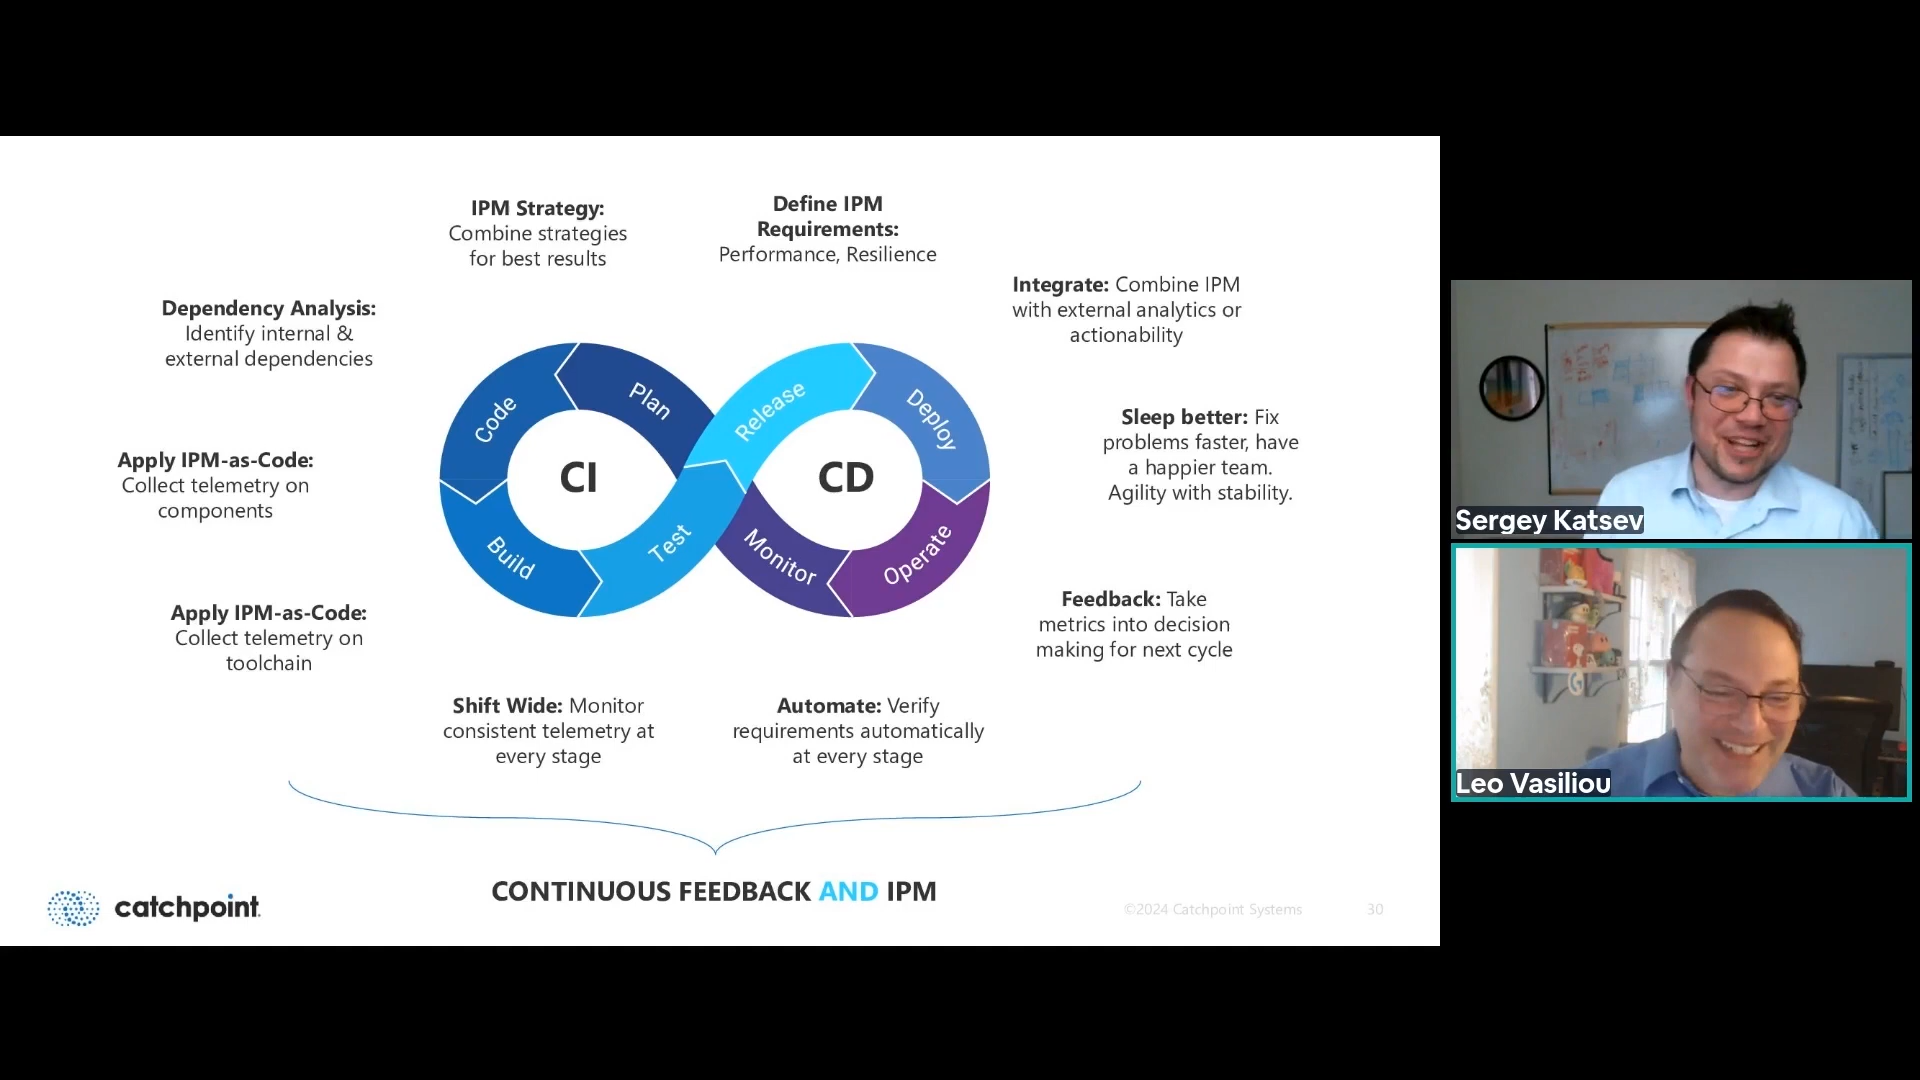 IPM Strategy:
Combine strategies
for best results
Define IPM
Requirements:
Performance, Resilience
Dependency Analysis:
Identify internal &
external dependencies
Integrate: Combine IPM
with external analytics or
actionability
Apply IPM-as-Code:
Collect telemetry on
components
Sleep better: Fix
problems faster, have
a happier team.
Agility with stability.
Apply IPM-as-Code:
Collect telemetry on
toolchain
Feedback: Take
metrics into decision
making for next cycle
Shift Wide: Monitor
consistent telemetry at
every stage
Automate: Verify
requirements automatically
at every stage
CI
CD
Plan
Code
Build
Test
Release
Deploy
Operate
Monitor
CONTINUOUS FEEDBACK AND IPM
catchpoint.
©2024 Catchpoint Systems
30
Sergey Katsev
Leo Vasiliou